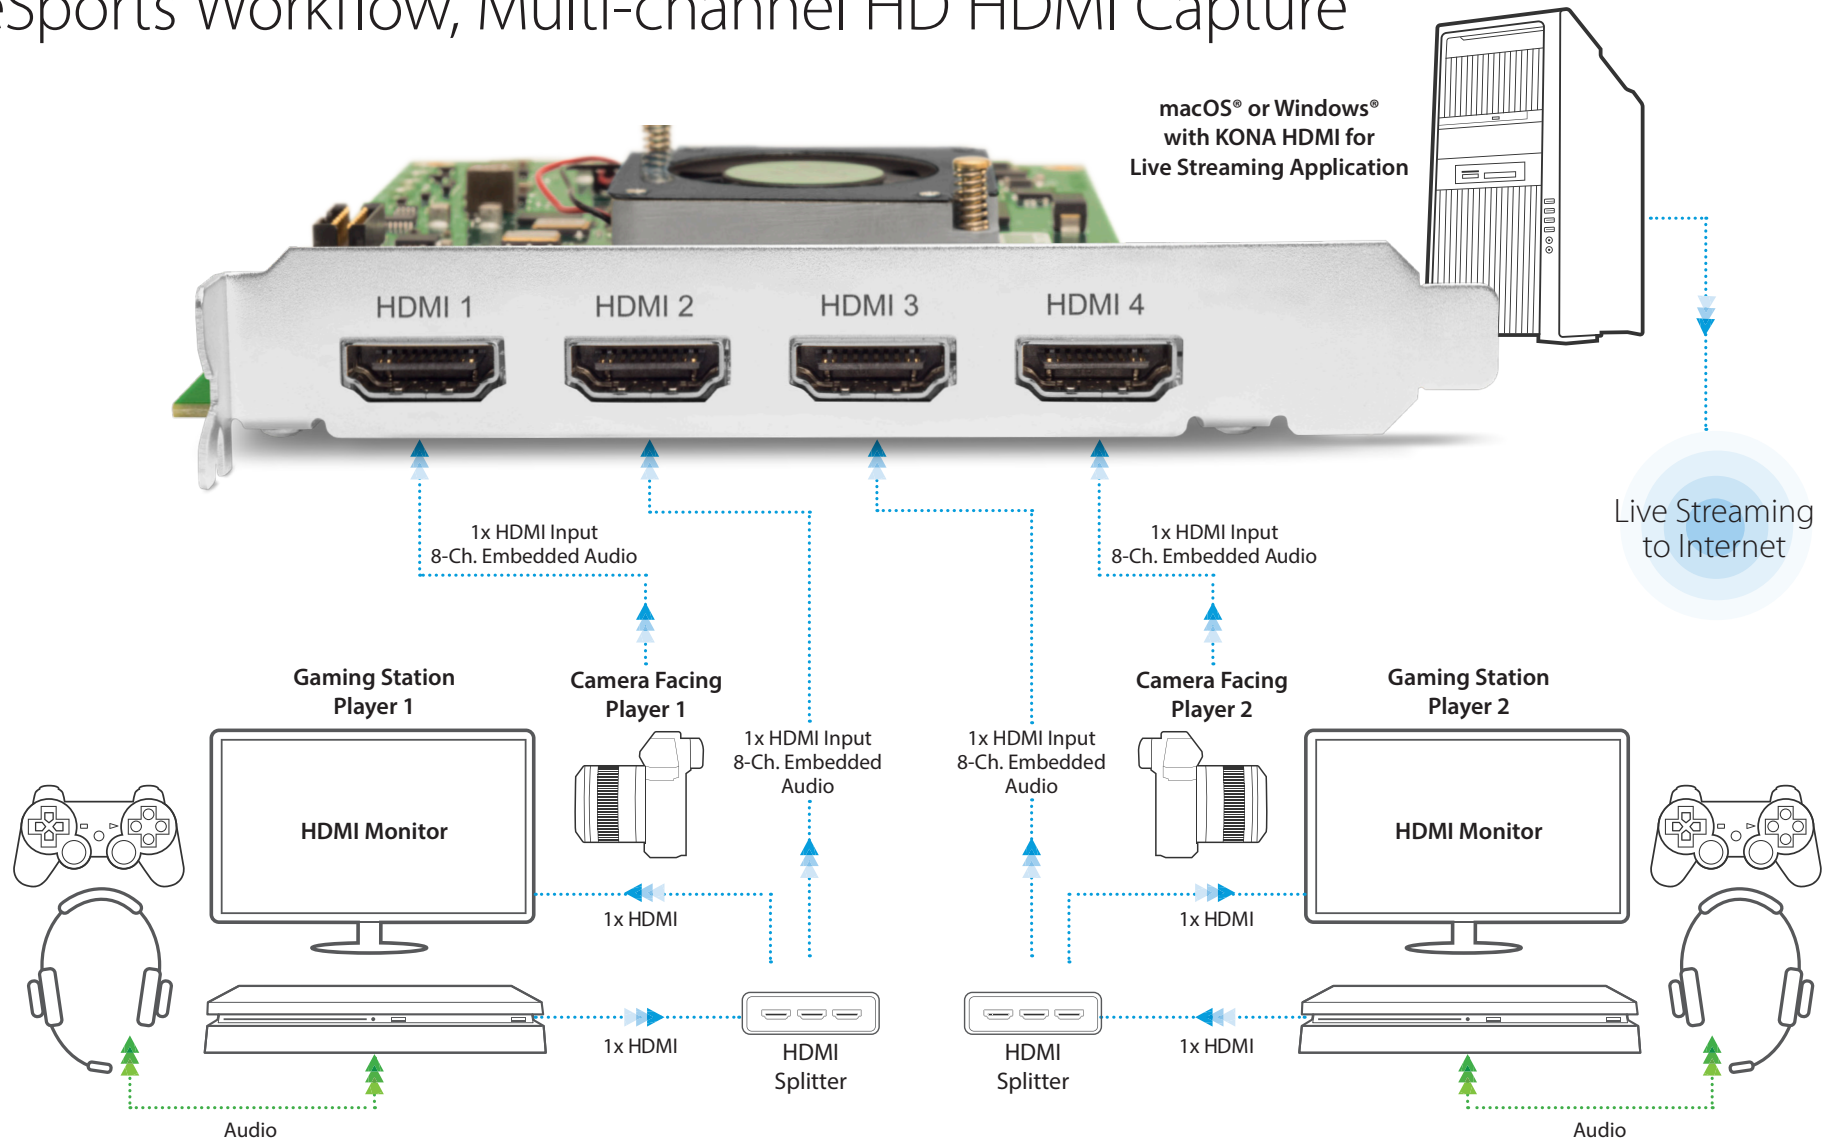 eSports Workflow, Multi-channel HD HDMI Capture
macOS® or Windows®
with KONA HDMI for
Live Streaming Application
HDMI 1
HDMI 2
HDMI 3
HDMI 4
Live Streaming
to Internet
1x HDMI Input
8-Ch. Embedded Audio
1x HDMI Input
8-Ch. Embedded Audio
Gaming Station
Player 1
Camera Facing
Player 1
Camera Facing
Player 2
Gaming Station
Player 2
1x HDMI Input
8-Ch. Embedded
Audio
1x HDMI Input
8-Ch. Embedded
Audio
HDMI Monitor
HDMI Monitor
1x HDMI
1x HDMI
1x HDMI
HDMI
Splitter
HDMI
Splitter
1x HDMI
Audio
Audio